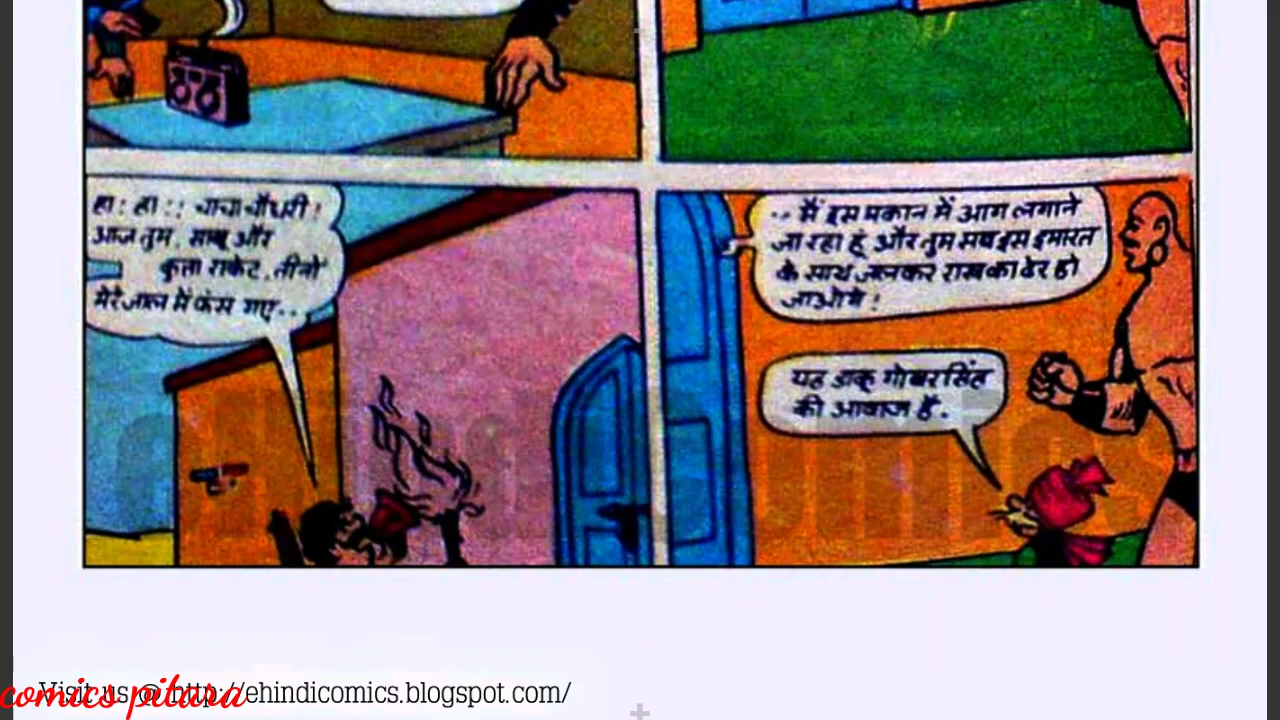 हा: हा:: चाचा चौधरी!
आज तुम, साबू और
कुत्ता राकेट, तीनों
मेरे जाल में फंस गए..
.. मैं इस मकान में आग लगाने
जा रहा हूं और तुम सब इस इमारत
के साथ जलकर राख का ढेर हो
जाओगे!
यह डाकू गोबरसिंह
की आवाज है.
Visit us @ http://ehindicomics.blogspot.com/
comics pitara